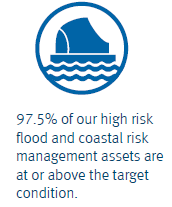 97.5% of our high risk
flood and coastal risk
management assets are
at or above the target
condition.